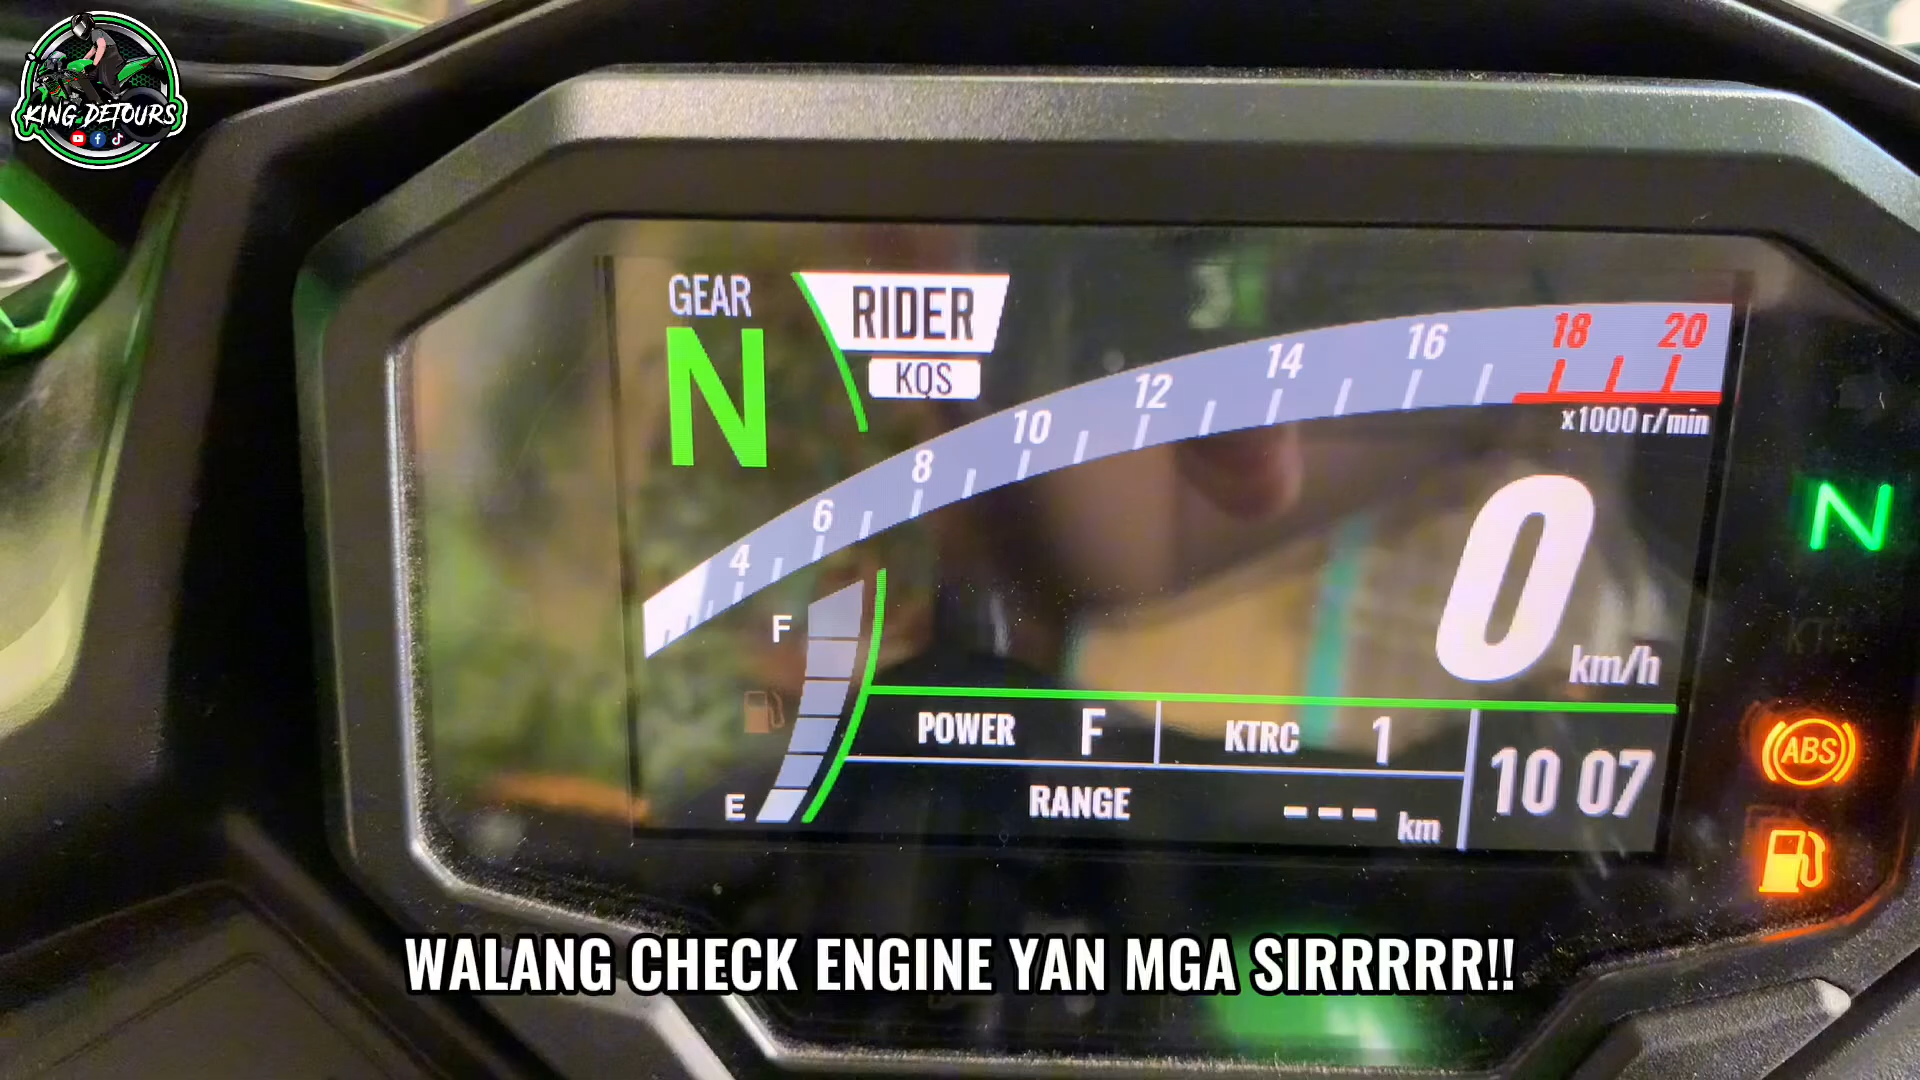 KING DETOURS
GEAR
N
RIDER
KQS
4 6 8 10 12 14 16 18 20
x1000 r/min
0
km/h
N
F
E
POWER F
KTRC 1
RANGE --- km
10 07
KTRC
ABS
WALANG CHECK ENGINE YAN MGA SIRRRRR!!